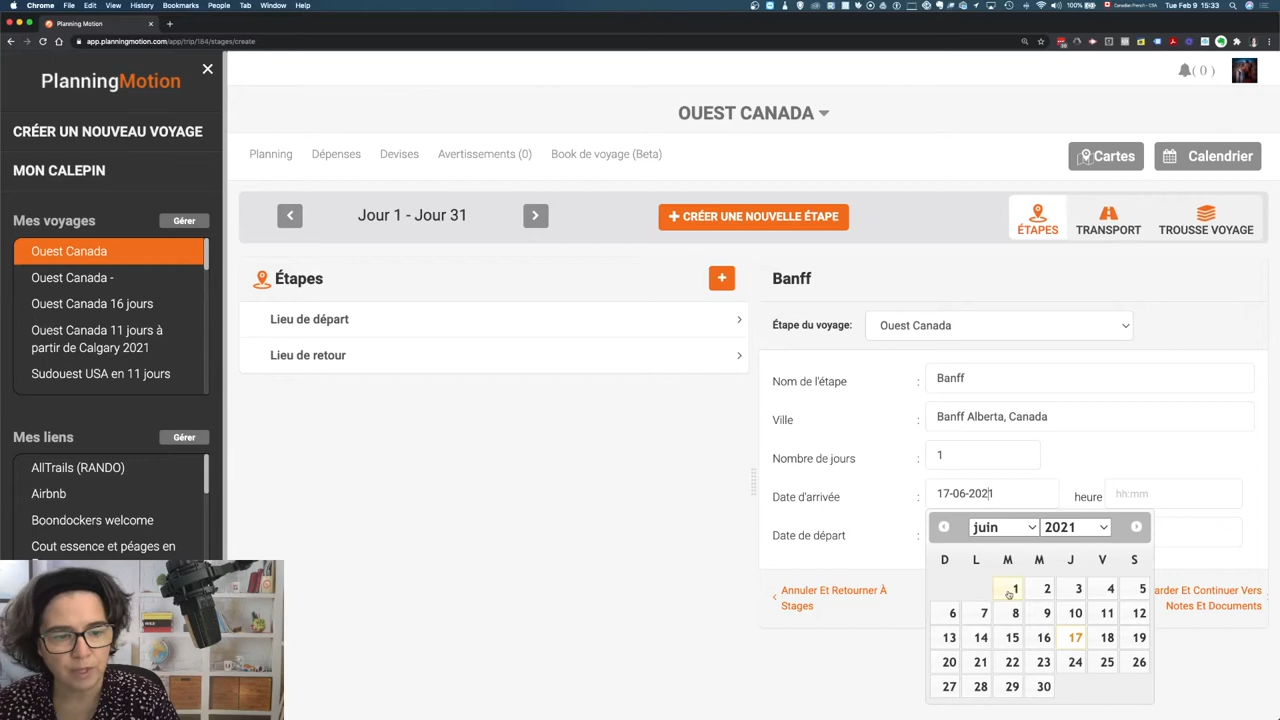 Chrome File Edit View History Bookmarks People Tab Window Help
100% Canadian French - CSA Tue Feb 9 15:33
Planning Motion
app.planningmotion.com/app/trip/184/stages/create
PlanningMotion
CRÉER UN NOUVEAU VOYAGE
MON CALEPIN
Mes voyages Gérer
Ouest Canada
Ouest Canada -
Ouest Canada 16 jours
Ouest Canada 11 jours à
partir de Calgary 2021
Sudouest USA en 11 jours
Mes liens Gérer
AllTrails (RANDO)
Airbnb
Boondockers welcome
Cout essence et péages en
( 0 )
OUEST CANADA
Planning Dépenses Devises Avertissements (0) Book de voyage (Beta)
Cartes Calendrier
Jour 1 - Jour 31
+ CRÉER UNE NOUVELLE ÉTAPE
ÉTAPES TRANSPORT TROUSSE VOYAGE
Étapes +
Lieu de départ
Lieu de retour
Banff
Étape du voyage: Ouest Canada
Nom de l'étape : Banff
Ville : Banff Alberta, Canada
Nombre de jours : 1
Date d'arrivée : 17-06-2021 heure hh:mm
Date de départ :
juin 2021
D L M M J V S
1 2 3 4 5
6 7 8 9 10 11 12
13 14 15 16 17 18 19
20 21 22 23 24 25 26
27 28 29 30
Annuler Et Retourner À
Stages
arder Et Continuer Vers
Notes Et Documents